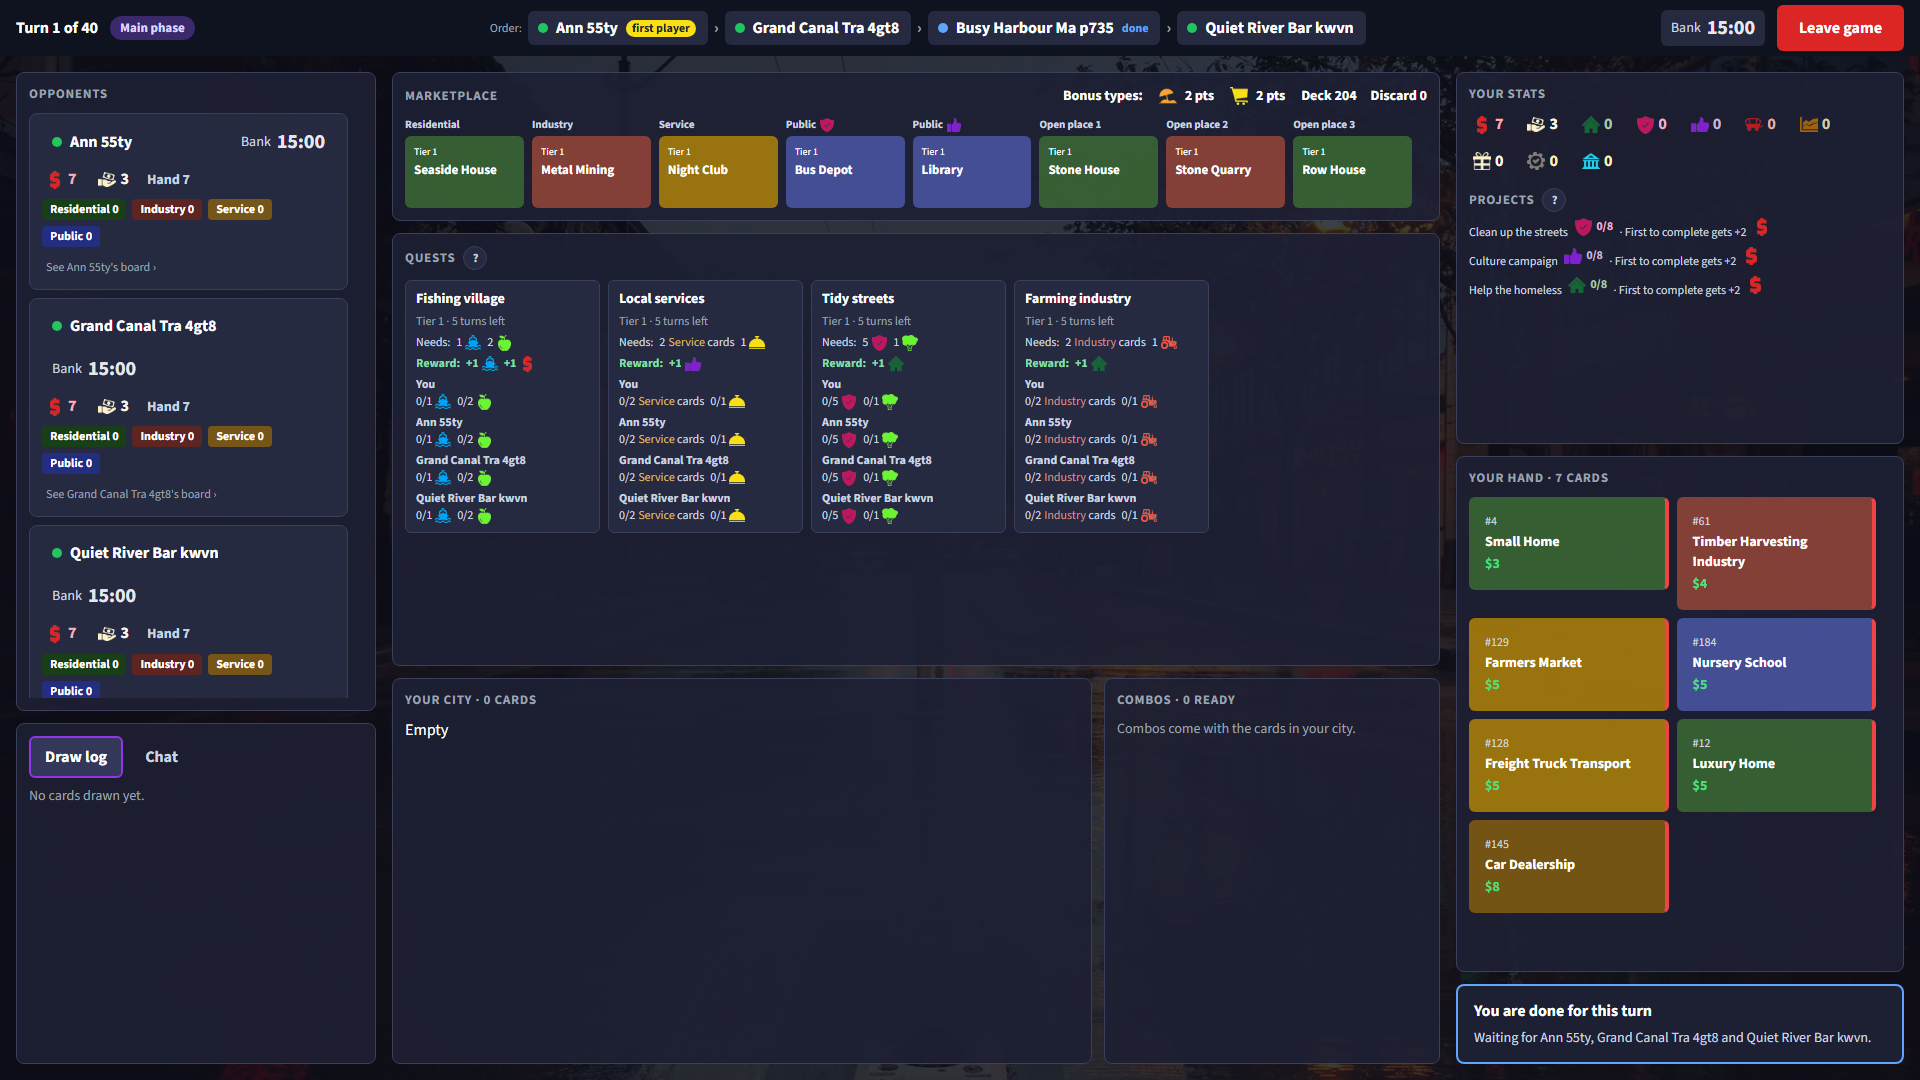 Turn 1 of 40
Main phase
Order:
Ann 55ty first player › Grand Canal Tra 4gt8 › Busy Harbour Ma p735 done › Quiet River Bar kwvn
Bank 15:00
Leave game
OPPONENTS
Ann 55ty
Bank 15:00
7 3 Hand 7
Residential 0 Industry 0 Service 0
Public 0
See Ann 55ty's board ›
Grand Canal Tra 4gt8
Bank 15:00
7 3 Hand 7
Residential 0 Industry 0 Service 0
Public 0
See Grand Canal Tra 4gt8's board ›
Quiet River Bar kwvn
Bank 15:00
7 3 Hand 7
Residential 0 Industry 0 Service 0
Public 0
Draw log Chat
No cards drawn yet.
MARKETPLACE
Bonus types: 2 pts 2 pts Deck 204 Discard 0
Residential Industry Service Public Public Open place 1 Open place 2 Open place 3
Tier 1 Tier 1 Tier 1 Tier 1 Tier 1 Tier 1 Tier 1 Tier 1
Seaside House Metal Mining Night Club Bus Depot Library Stone House Stone Quarry Row House
QUESTS ?
Fishing village
Tier 1 · 5 turns left
Needs: 1 2
Reward: +1 +1
You
0/1 0/2
Ann 55ty
0/1 0/2
Grand Canal Tra 4gt8
0/1 0/2
Quiet River Bar kwvn
0/1 0/2
Local services
Tier 1 · 5 turns left
Needs: 2 Service cards 1
Reward: +1
You
0/2 Service cards 0/1
Ann 55ty
0/2 Service cards 0/1
Grand Canal Tra 4gt8
0/2 Service cards 0/1
Quiet River Bar kwvn
0/2 Service cards 0/1
Tidy streets
Tier 1 · 5 turns left
Needs: 5 1
Reward: +1
You
0/5 0/1
Ann 55ty
0/5 0/1
Grand Canal Tra 4gt8
0/5 0/1
Quiet River Bar kwvn
0/5 0/1
Farming industry
Tier 1 · 5 turns left
Needs: 2 Industry cards 1
Reward: +1
You
0/2 Industry cards 0/1
Ann 55ty
0/2 Industry cards 0/1
Grand Canal Tra 4gt8
0/2 Industry cards 0/1
Quiet River Bar kwvn
0/2 Industry cards 0/1
YOUR CITY · 0 CARDS
Empty
COMBOS · 0 READY
Combos come with the cards in your city.
YOUR STATS
7 3 0 0 0 0 0
0 0 0
PROJECTS ?
Clean up the streets 0/8 · First to complete gets +2
Culture campaign 0/8 · First to complete gets +2
Help the homeless 0/8 · First to complete gets +2
YOUR HAND · 7 CARDS
#4
Small Home
$3
#61
Timber Harvesting
Industry
$4
#129
Farmers Market
$5
#184
Nursery School
$5
#128
Freight Truck Transport
$5
#12
Luxury Home
$5
#145
Car Dealership
$8
You are done for this turn
Waiting for Ann 55ty, Grand Canal Tra 4gt8 and Quiet River Bar kwvn.